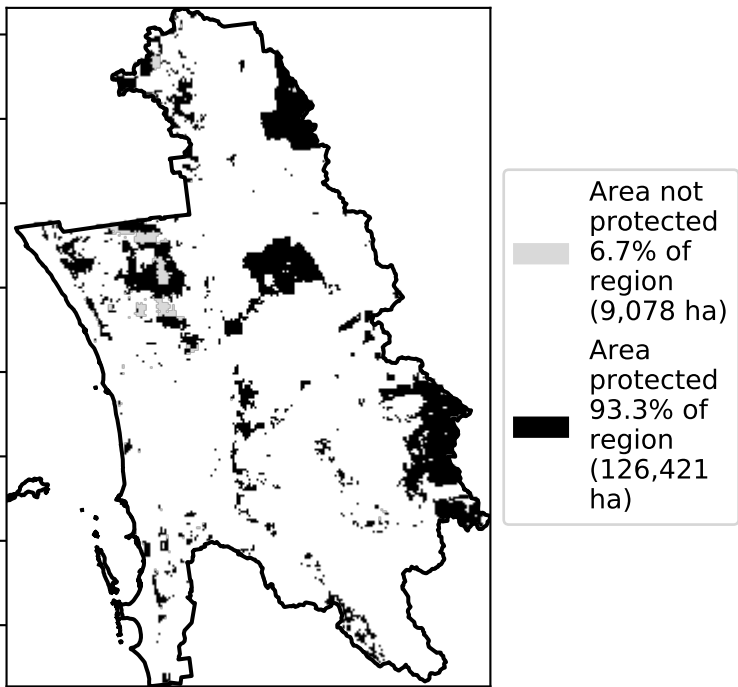 Area not
protected
6.7% of
region
(9,078 ha)
Area
protected
93.3% of
region
(126,421
ha)